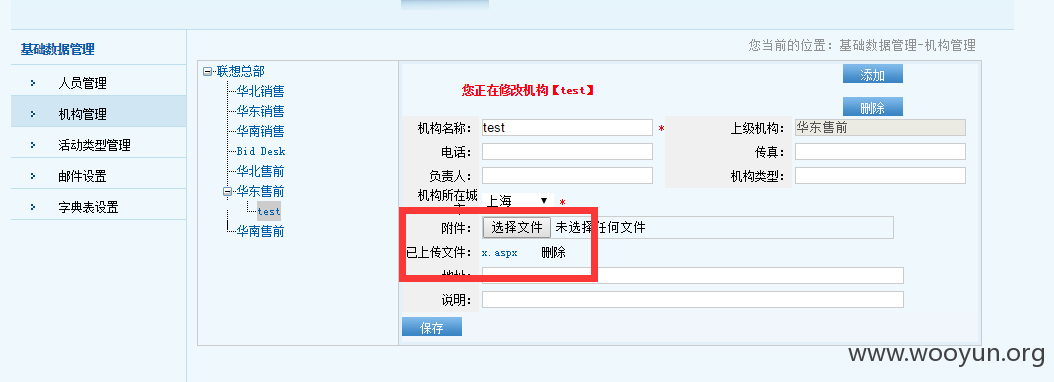 基础数据管理
人员管理
机构管理
活动类型管理
邮件设置
字典表设置
您当前的位置：基础数据管理-机构管理
联想总部
华北销售
华东销售
华南销售
Bid Desk
华北售前
华东售前
test
华南售前
您正在修改机构【test】
添加
删除
机构名称： test * 上级机构： 华东售前
电话： 传真：
负责人： 机构类型：
机构所在城市： 上海 *
附件： 选择文件 未选择任何文件
已上传文件： x.aspx 删除
地址：
说明：
保存
www.wooyun.org